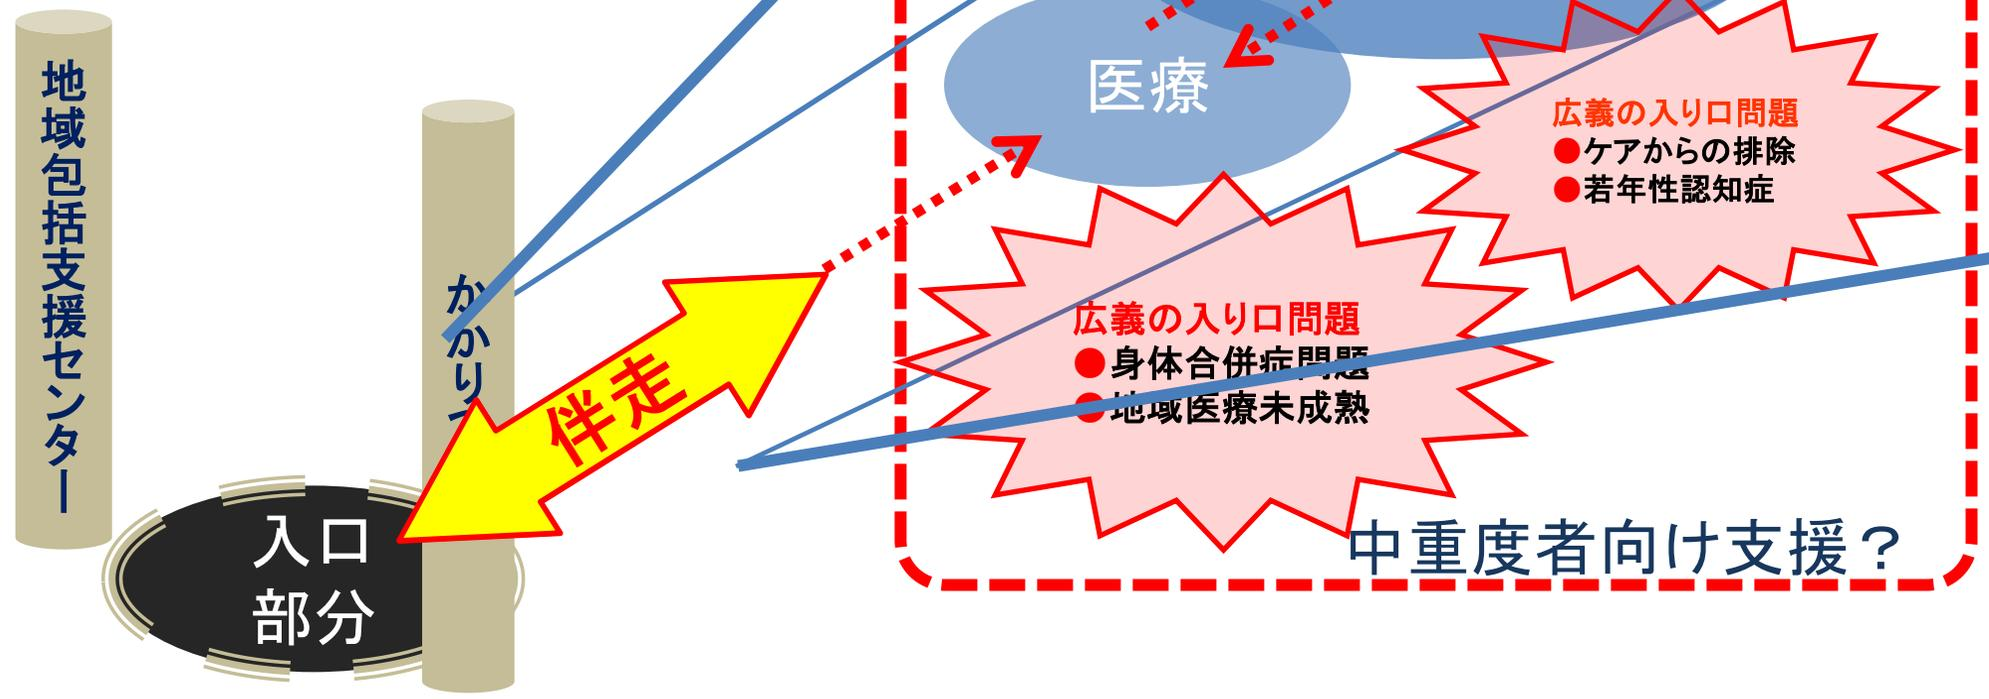 地域包括支援センター
かかりつ
入口
部分
伴走
医療
広義の入り口問題
●ケアからの排除
●若年性認知症
広義の入り口問題
●身体合併症問題
●地域医療未成熟
中重度者向け支援？